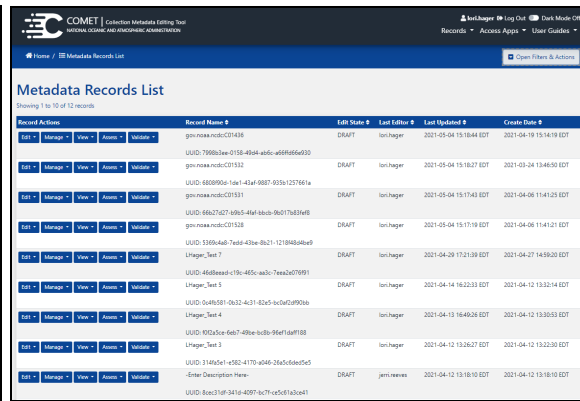 COMET | Collection Metadata Editing Tool
NATIONAL OCEANIC AND ATMOSPHERIC ADMINISTRATION
lori.hager Log Out Dark Mode Off
Records Access Apps User Guides
Home / Metadata Records List
Open Filters & Actions
Metadata Records List
Showing 1 to 10 of 12 records
Record Actions Record Name Edit State Last Editor Last Updated Create Date
Edit Manage View Assess Validate gov.noaa.ncdc:C01436 DRAFT lori.hager 2021-05-04 15:18:44 EDT 2021-04-19 15:14:19 EDT
UUID: 7998b3ee-0158-49d4-ab6c-a66ffd66e930
Edit Manage View Assess Validate gov.noaa.ncdc:C01532 DRAFT lori.hager 2021-05-04 15:18:27 EDT 2021-03-24 13:46:50 EDT
UUID: 6808f90d-1de1-43af-9887-935b1257661a
Edit Manage View Assess Validate gov.noaa.ncdc:C01531 DRAFT lori.hager 2021-05-04 15:17:43 EDT 2021-04-06 11:41:25 EDT
UUID: 66b27d27-b9b5-4faf-bbcb-9b017b83fef8
Edit Manage View Assess Validate gov.noaa.ncdc:C01528 DRAFT lori.hager 2021-05-04 15:17:19 EDT 2021-04-06 11:41:21 EDT
UUID: 5369c4a8-7edd-43be-8b21-1218f48d4be9
Edit Manage View Assess Validate LHager_Test 7 DRAFT lori.hager 2021-04-29 17:21:39 EDT 2021-04-27 14:59:20 EDT
UUID: 46d8eead-c19c-465c-aa3c-7eea2e076f91
Edit Manage View Assess Validate LHager_Test 5 DRAFT lori.hager 2021-04-14 16:22:33 EDT 2021-04-12 13:32:14 EDT
UUID: 0c4fb581-0b32-4c31-82e5-bc0af2df90bb
Edit Manage View Assess Validate LHager_Test 4 DRAFT lori.hager 2021-04-13 16:49:26 EDT 2021-04-12 13:30:53 EDT
UUID: f0f2a5ce-6eb7-49be-bc8b-96ef1daff188
Edit Manage View Assess Validate LHager_Test 3 DRAFT lori.hager 2021-04-12 13:26:27 EDT 2021-04-12 13:22:30 EDT
UUID: 314fa5e1-e582-4170-a046-26a5c6ded5e5
Edit Manage View Assess Validate -Enter Description Here- DRAFT jerri.reeves 2021-04-12 13:18:10 EDT 2021-04-12 13:18:10 EDT
UUID: 8cec31df-341d-4097-bc7f-ce5c61a3ce41